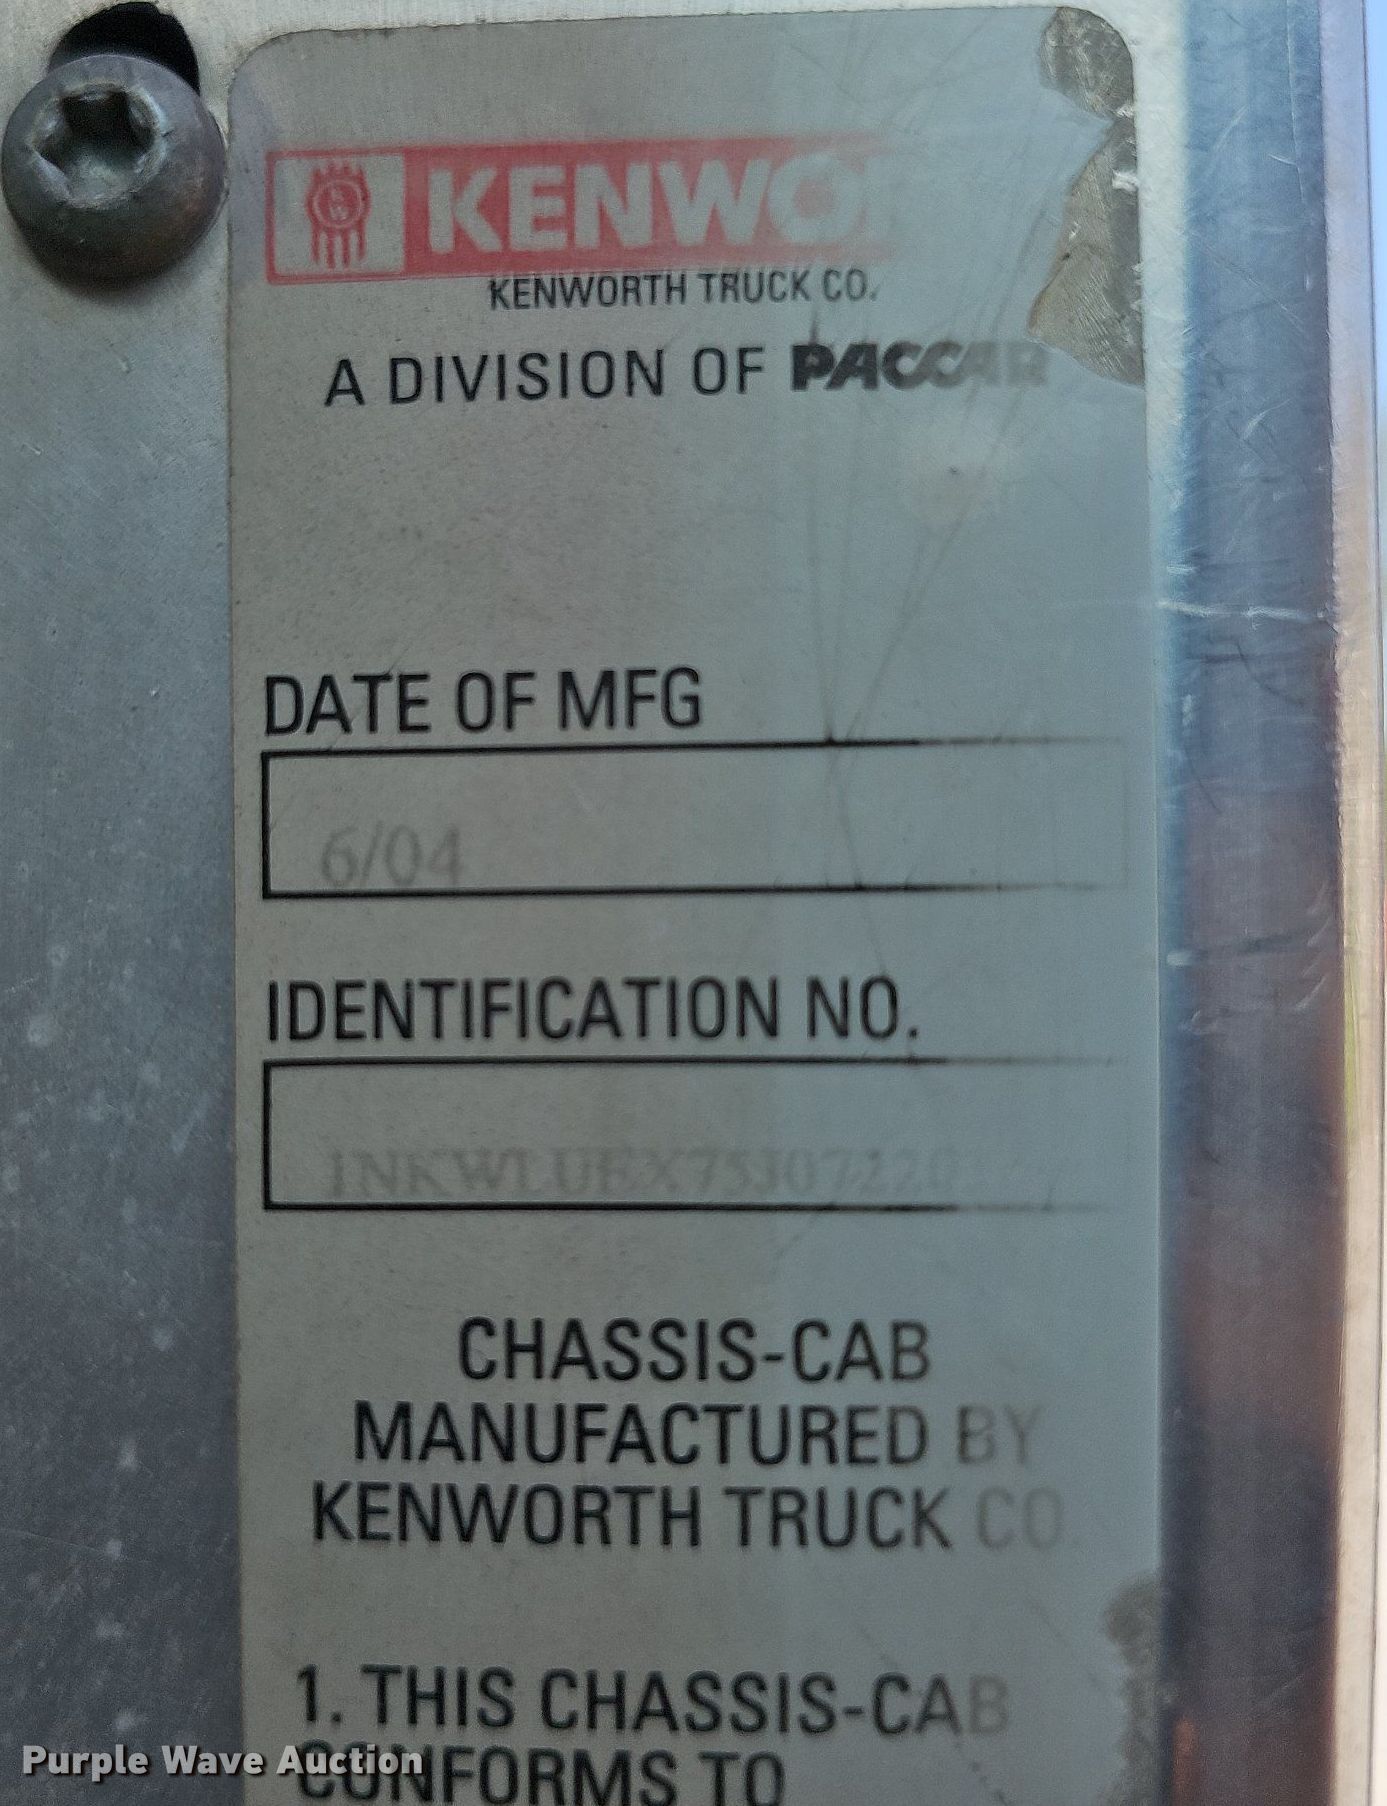 KENWO
KENWORTH TRUCK CO.
A DIVISION OF PACCAR
DATE OF MFG
6/04
IDENTIFICATION NO.
CHASSIS-CAB
MANUFACTURED BY
KENWORTH TRUCK CO
1. THIS CHASSIS-CAB
CONFORMS TO
Purple Wave Auction